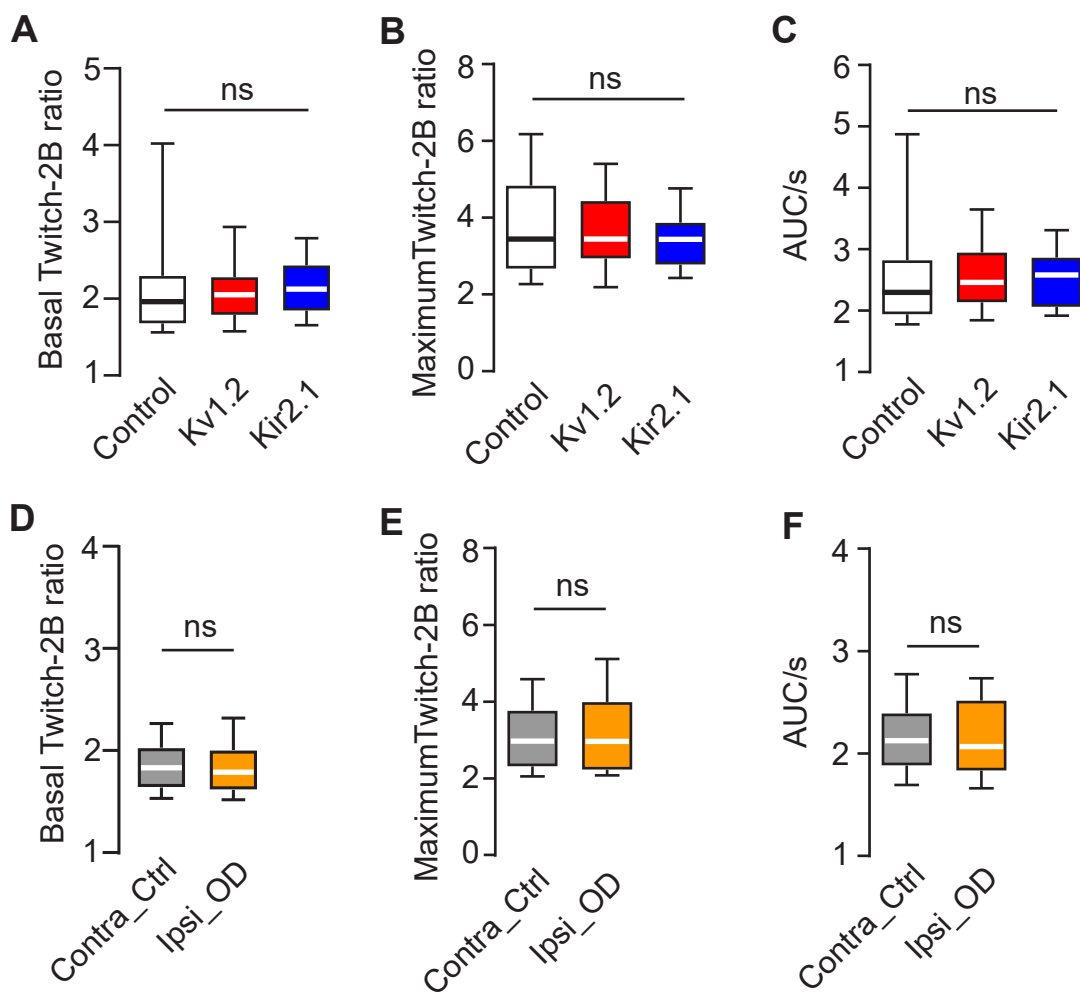 A
Basal Twitch-2B ratio
5
4
3
2
1
ns
Control
Kv1.2
Kir2.1
B
MaximumTwitch-2B ratio
8
6
4
2
0
ns
Control
Kv1.2
Kir2.1
C
AUC/s
6
5
4
3
2
1
ns
Control
Kv1.2
Kir2.1
D
Basal Twitch-2B ratio
4
3
2
1
ns
Contra_Ctrl
Ipsi_OD
E
MaximumTwitch-2B ratio
8
6
4
2
0
ns
Contra_Ctrl
Ipsi_OD
F
AUC/s
4
3
2
1
ns
Contra_Ctrl
Ipsi_OD